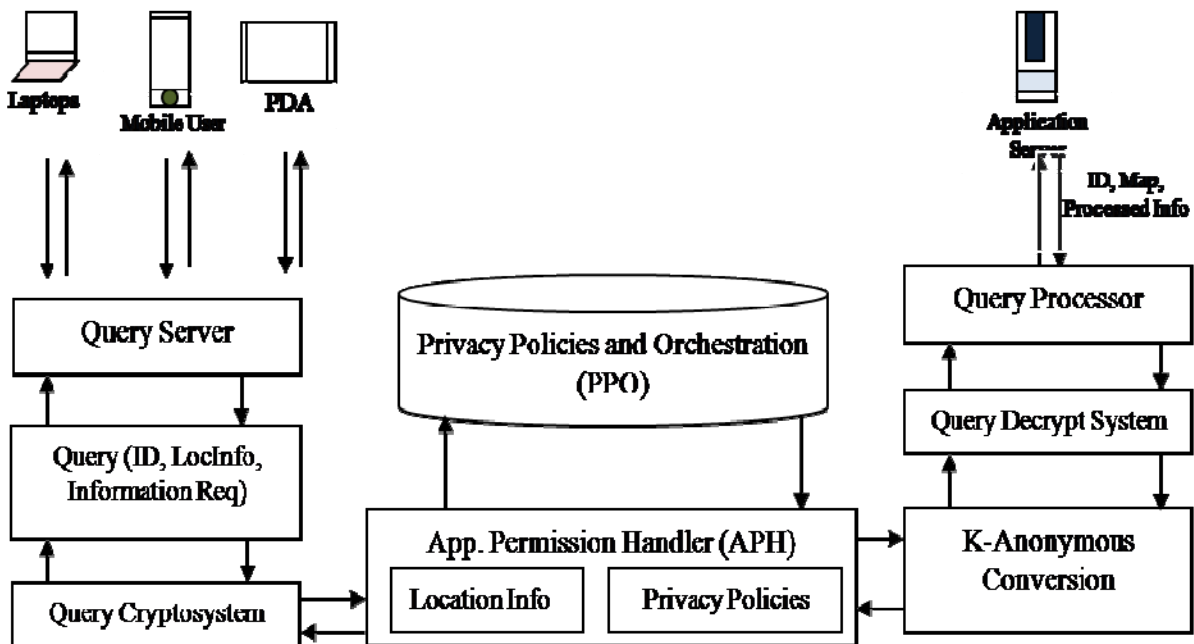 Laptops
Mobile User
PDA
Application
Server
ID, Map,
Processed Info
Query Server
Privacy Policies and Orchestration
(PPO)
Query Processor
Query (ID, LocInfo,
Information Req)
Query Decrypt System
App. Permission Handler (APH)
Location Info
Privacy Policies
K-Anonymous
Conversion
Query Cryptosystem